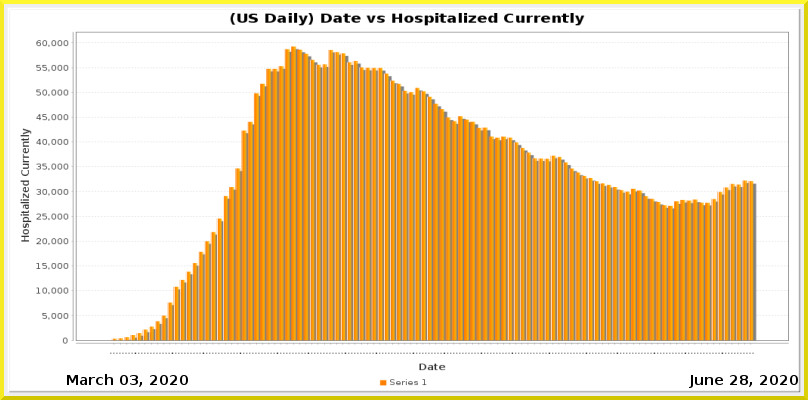 (US Daily) Date vs Hospitalized Currently
60,000
55,000
50,000
45,000
40,000
35,000
30,000
25,000
20,000
15,000
10,000
5,000
0
Hospitalized Currently
Date
March 03, 2020
June 28, 2020
Series 1